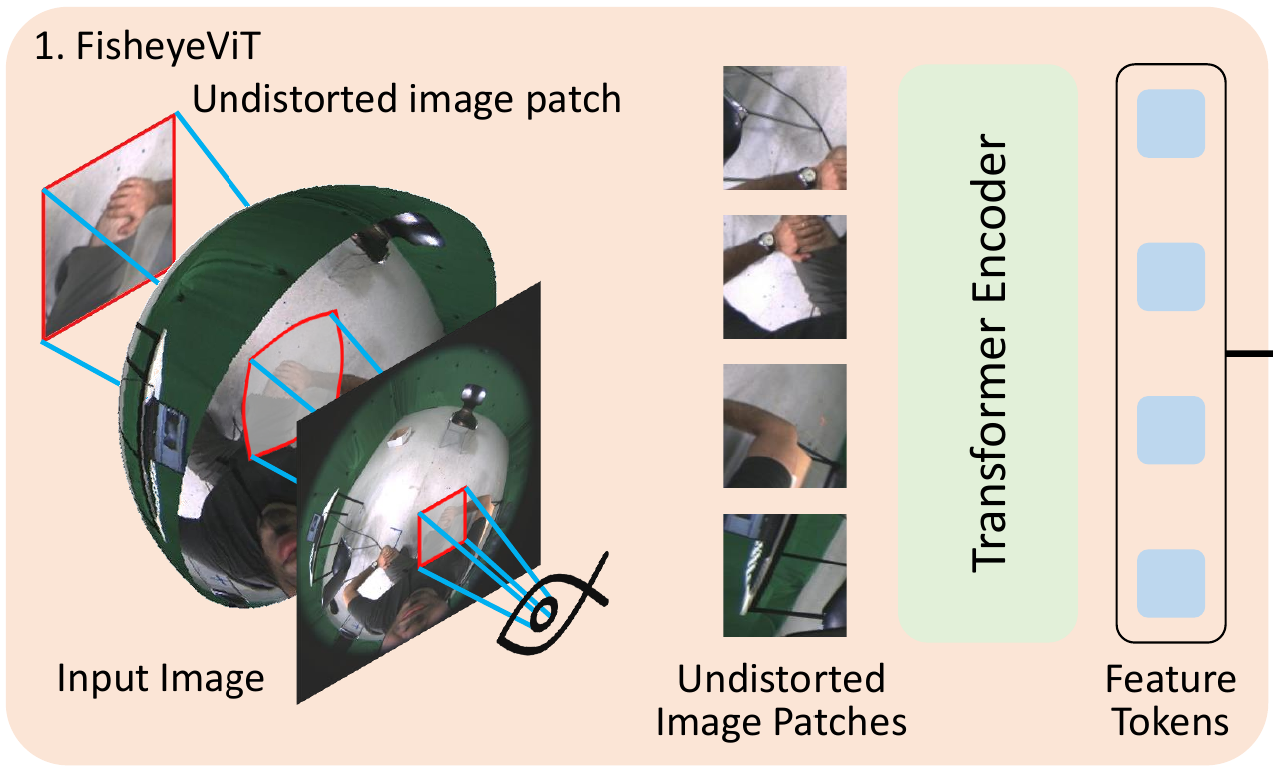 1. FisheyeViT
Undistorted image patch
Input Image
Undistorted
Image Patches
Transformer Encoder
Feature
Tokens